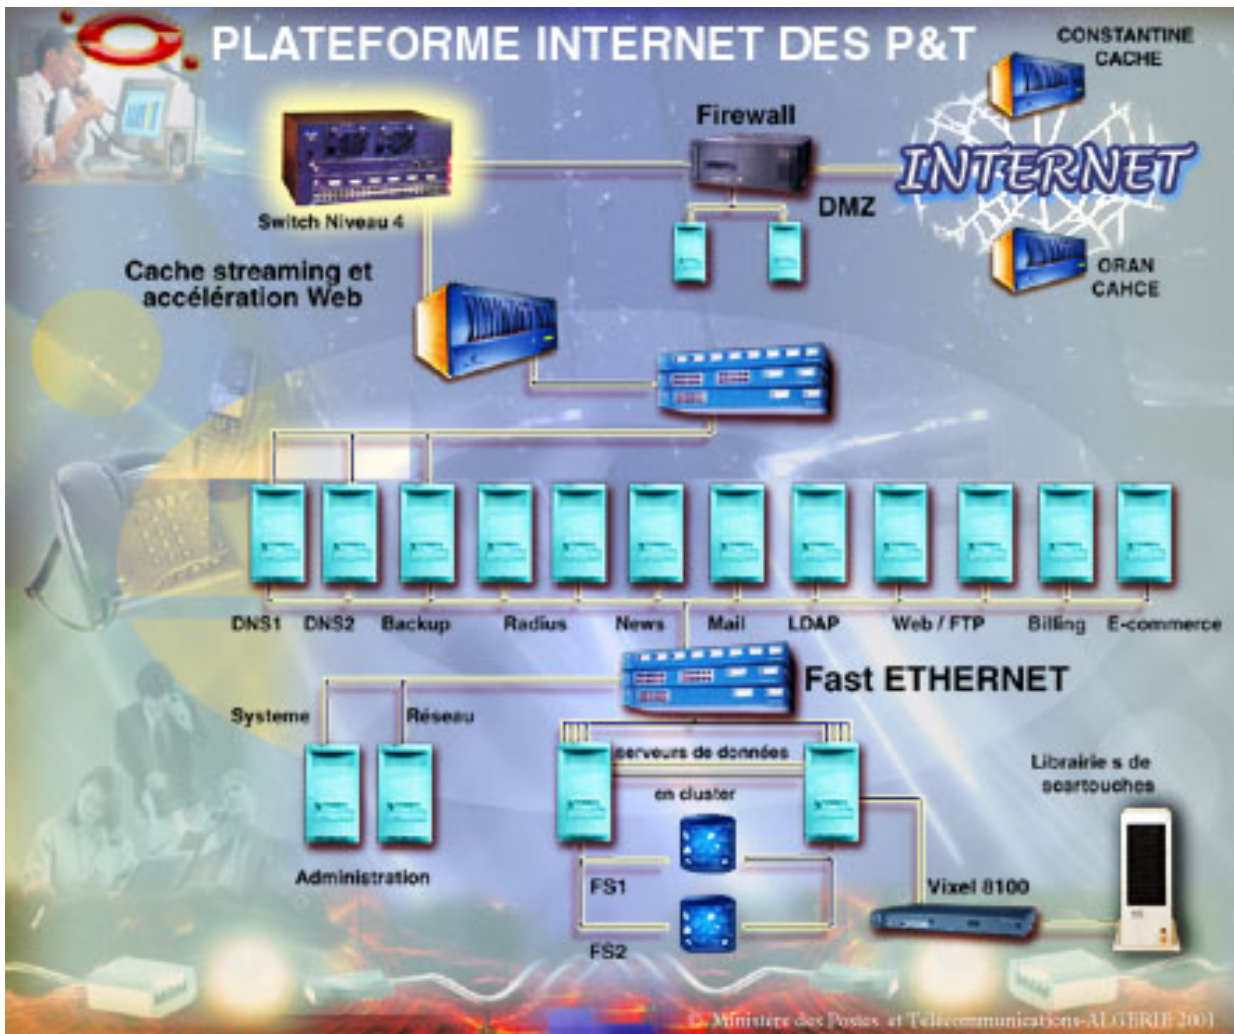 PLATEFORME INTERNET DES P&T
CONSTANTINE
CACHE
Firewall
INTERNET
DMZ
Switch Niveau 4
Cache streaming et
accélération Web
ORAN
CAHCE
DNS1 DNS2 Backup Radius News Mail LDAP Web / FTP Billing E-commerce
Fast ETHERNET
Systeme Réseau
serveurs de données
en cluster
Librairie s de
scartouches
Administration
FS1
Vixel 8100
FS2
© Ministère des Postes et Télécommunications-ALGERIE 2001